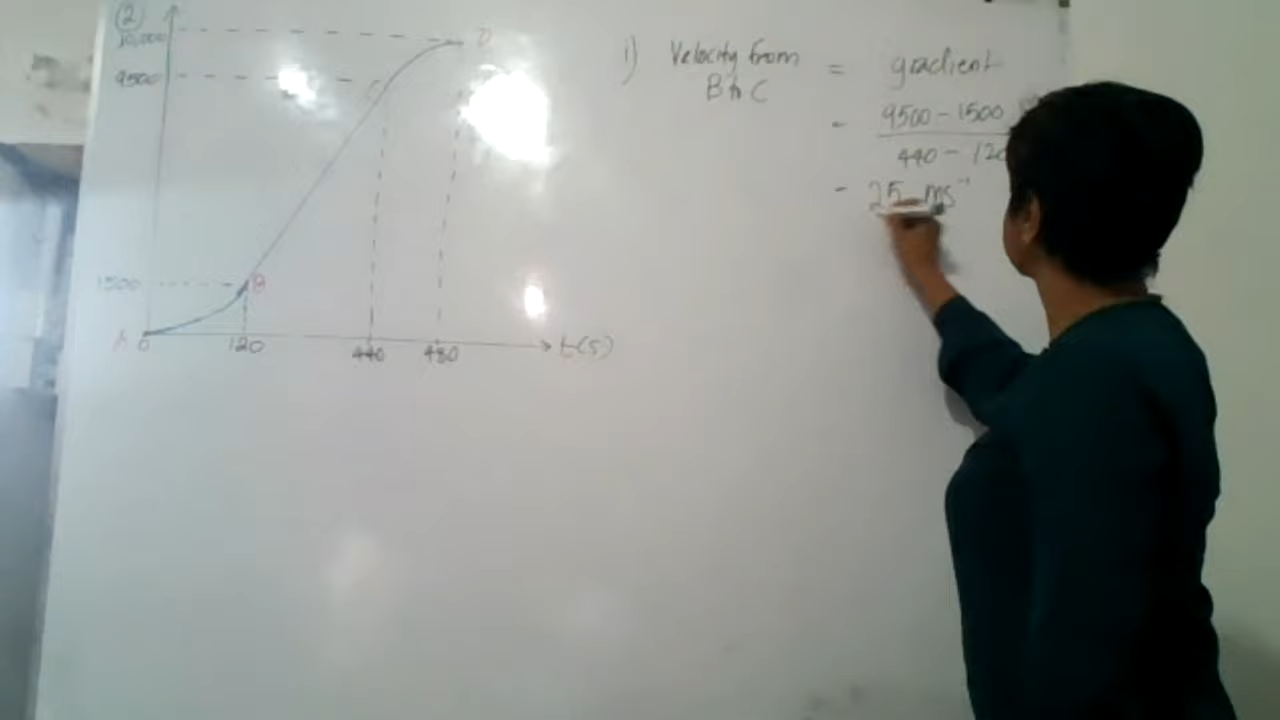 (2)
10,000
D
9500
C
1500
B
A 0 120 440 480 t(s)
i) Velocity from B to C = gradient
= 9500 - 1500
440 - 120
= 25 ms⁻¹